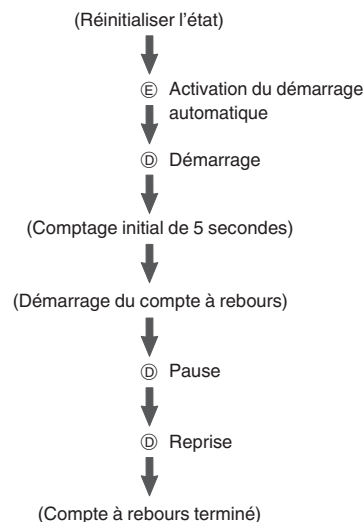 (Réinitialiser l’état)
Ⓔ Activation du démarrage
automatique
Ⓓ Démarrage
(Comptage initial de 5 secondes)
(Démarrage du compte à rebours)
Ⓓ Pause
Ⓓ Reprise
(Compte à rebours terminé)